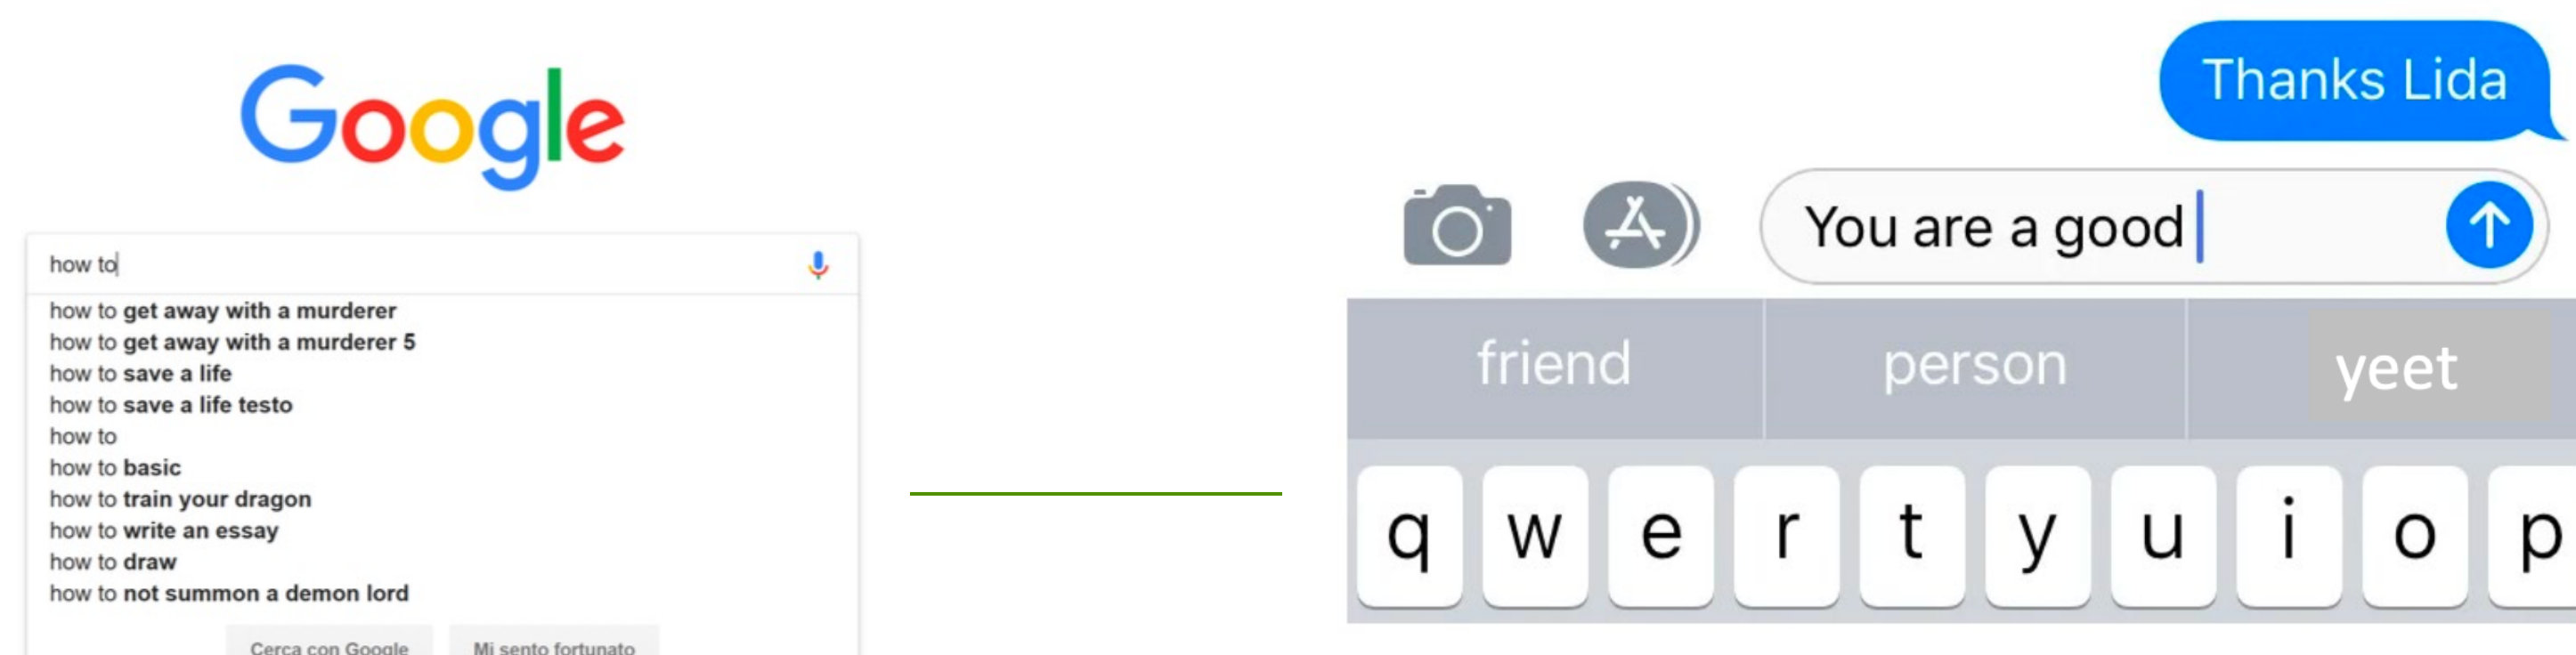 Google
how to
how to get away with a murderer
how to get away with a murderer 5
how to save a life
how to save a life testo
how to
how to basic
how to train your dragon
how to write an essay
how to draw
how to not summon a demon lord
Cerca con Google Mi sento fortunato
Thanks Lida
You are a good
friend person yeet
q w e r t y u i o p